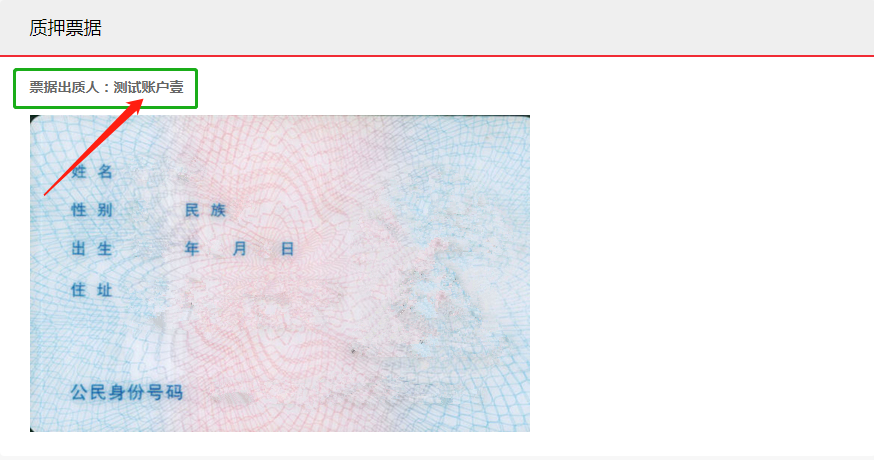 质押票据
票据出质人：测试账户壹
姓 名
性 别 民 族
出 生 年 月 日
住 址
公民身份号码